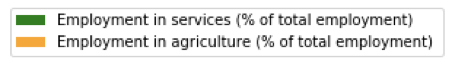 Employment in services (% of total employment)
Employment in agriculture (% of total employment)